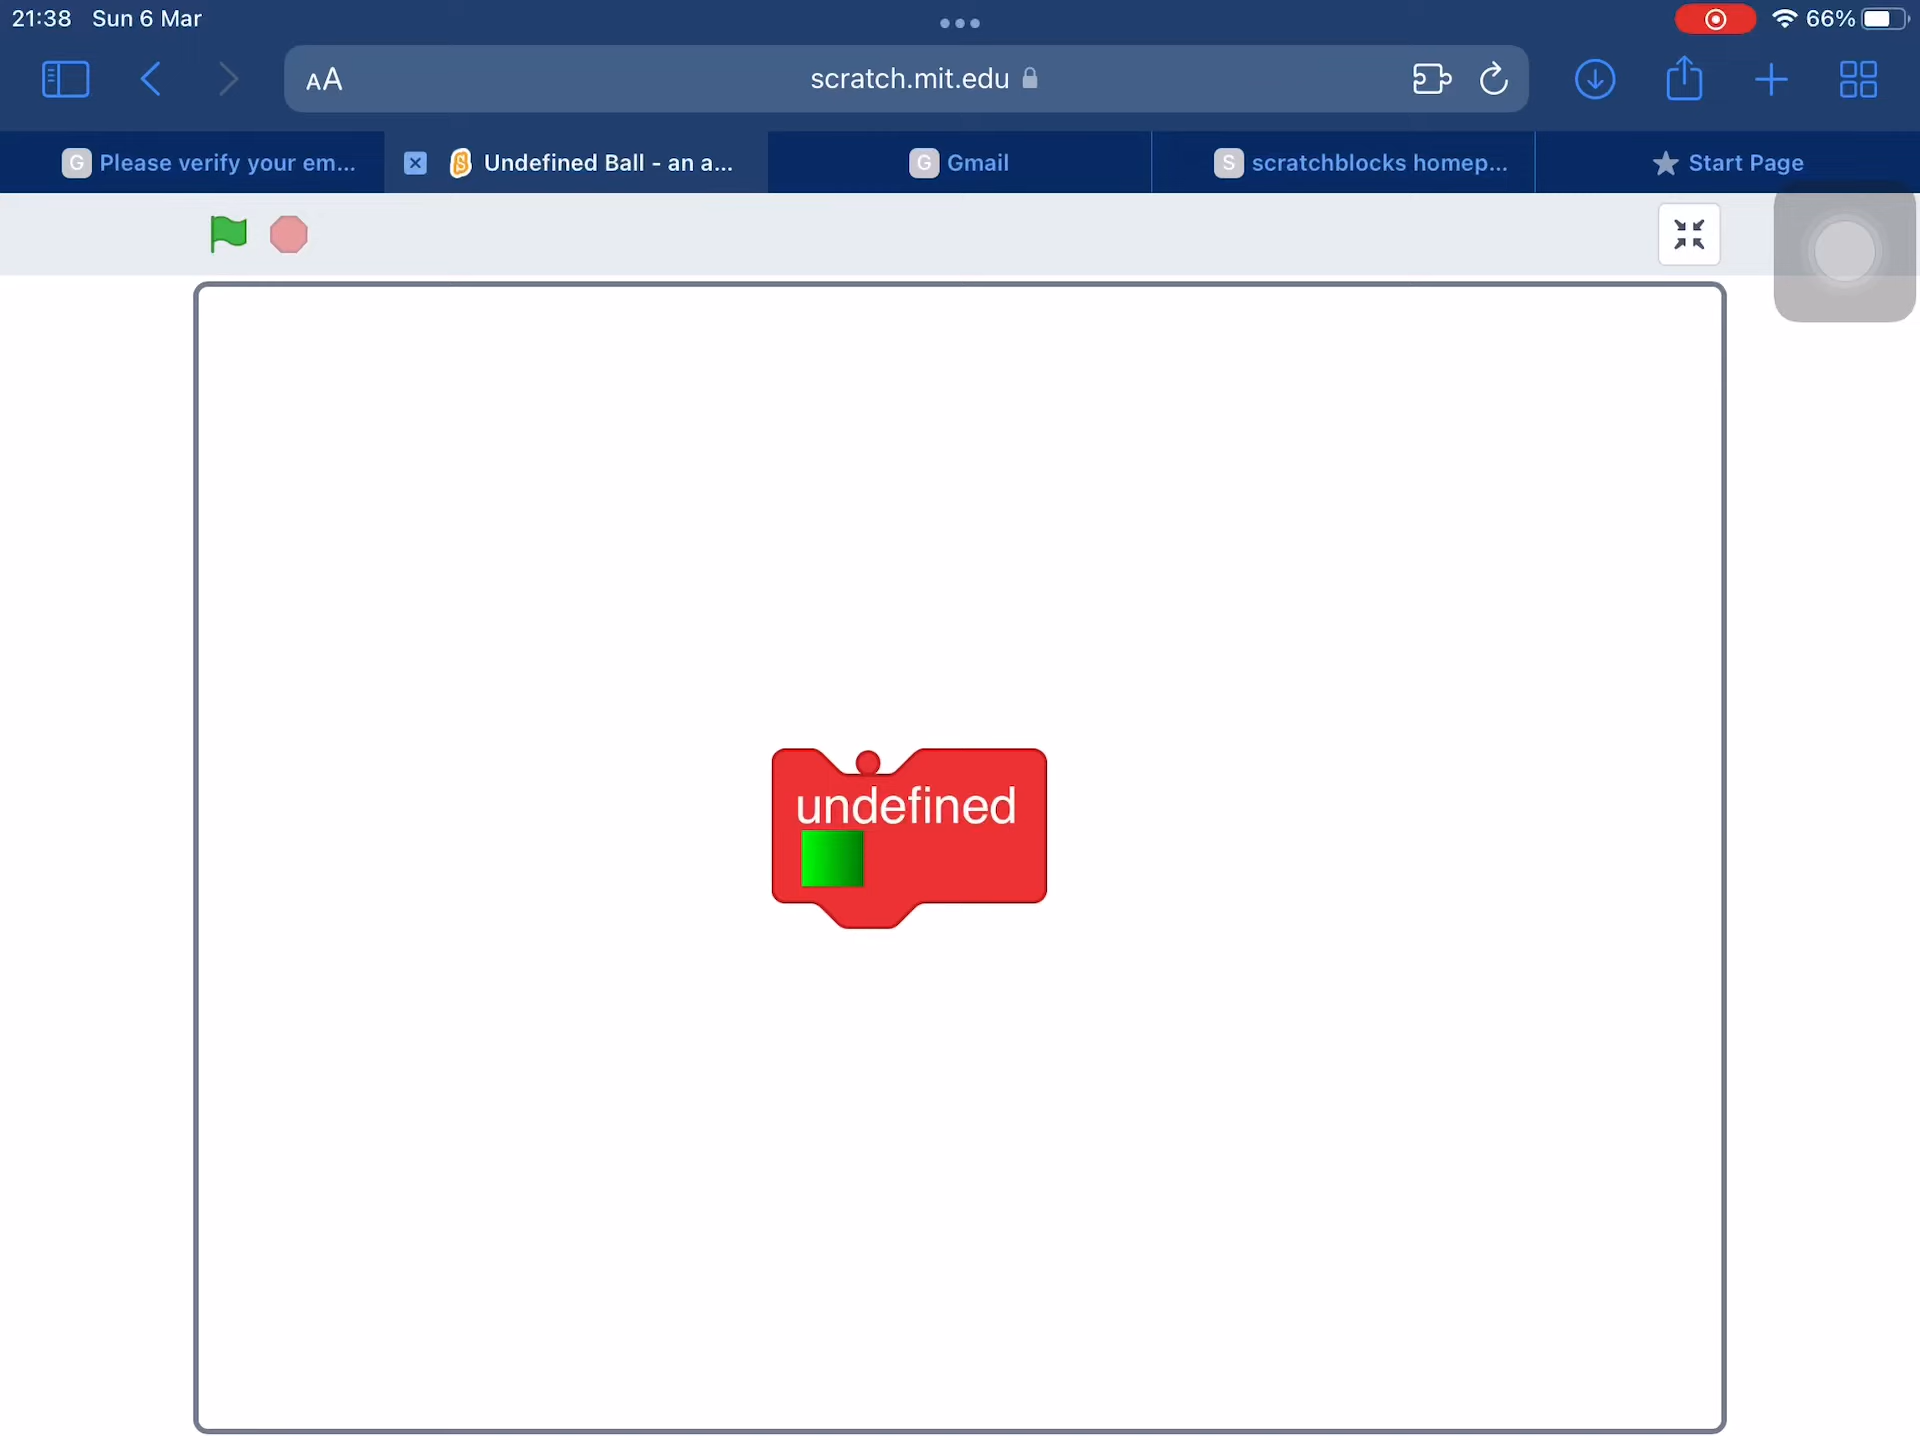 21:38 Sun 6 Mar
66%
AA
scratch.mit.edu
G Please verify your em...
S Undefined Ball - an a...
G Gmail
S scratchblocks homep...
Start Page
undefined